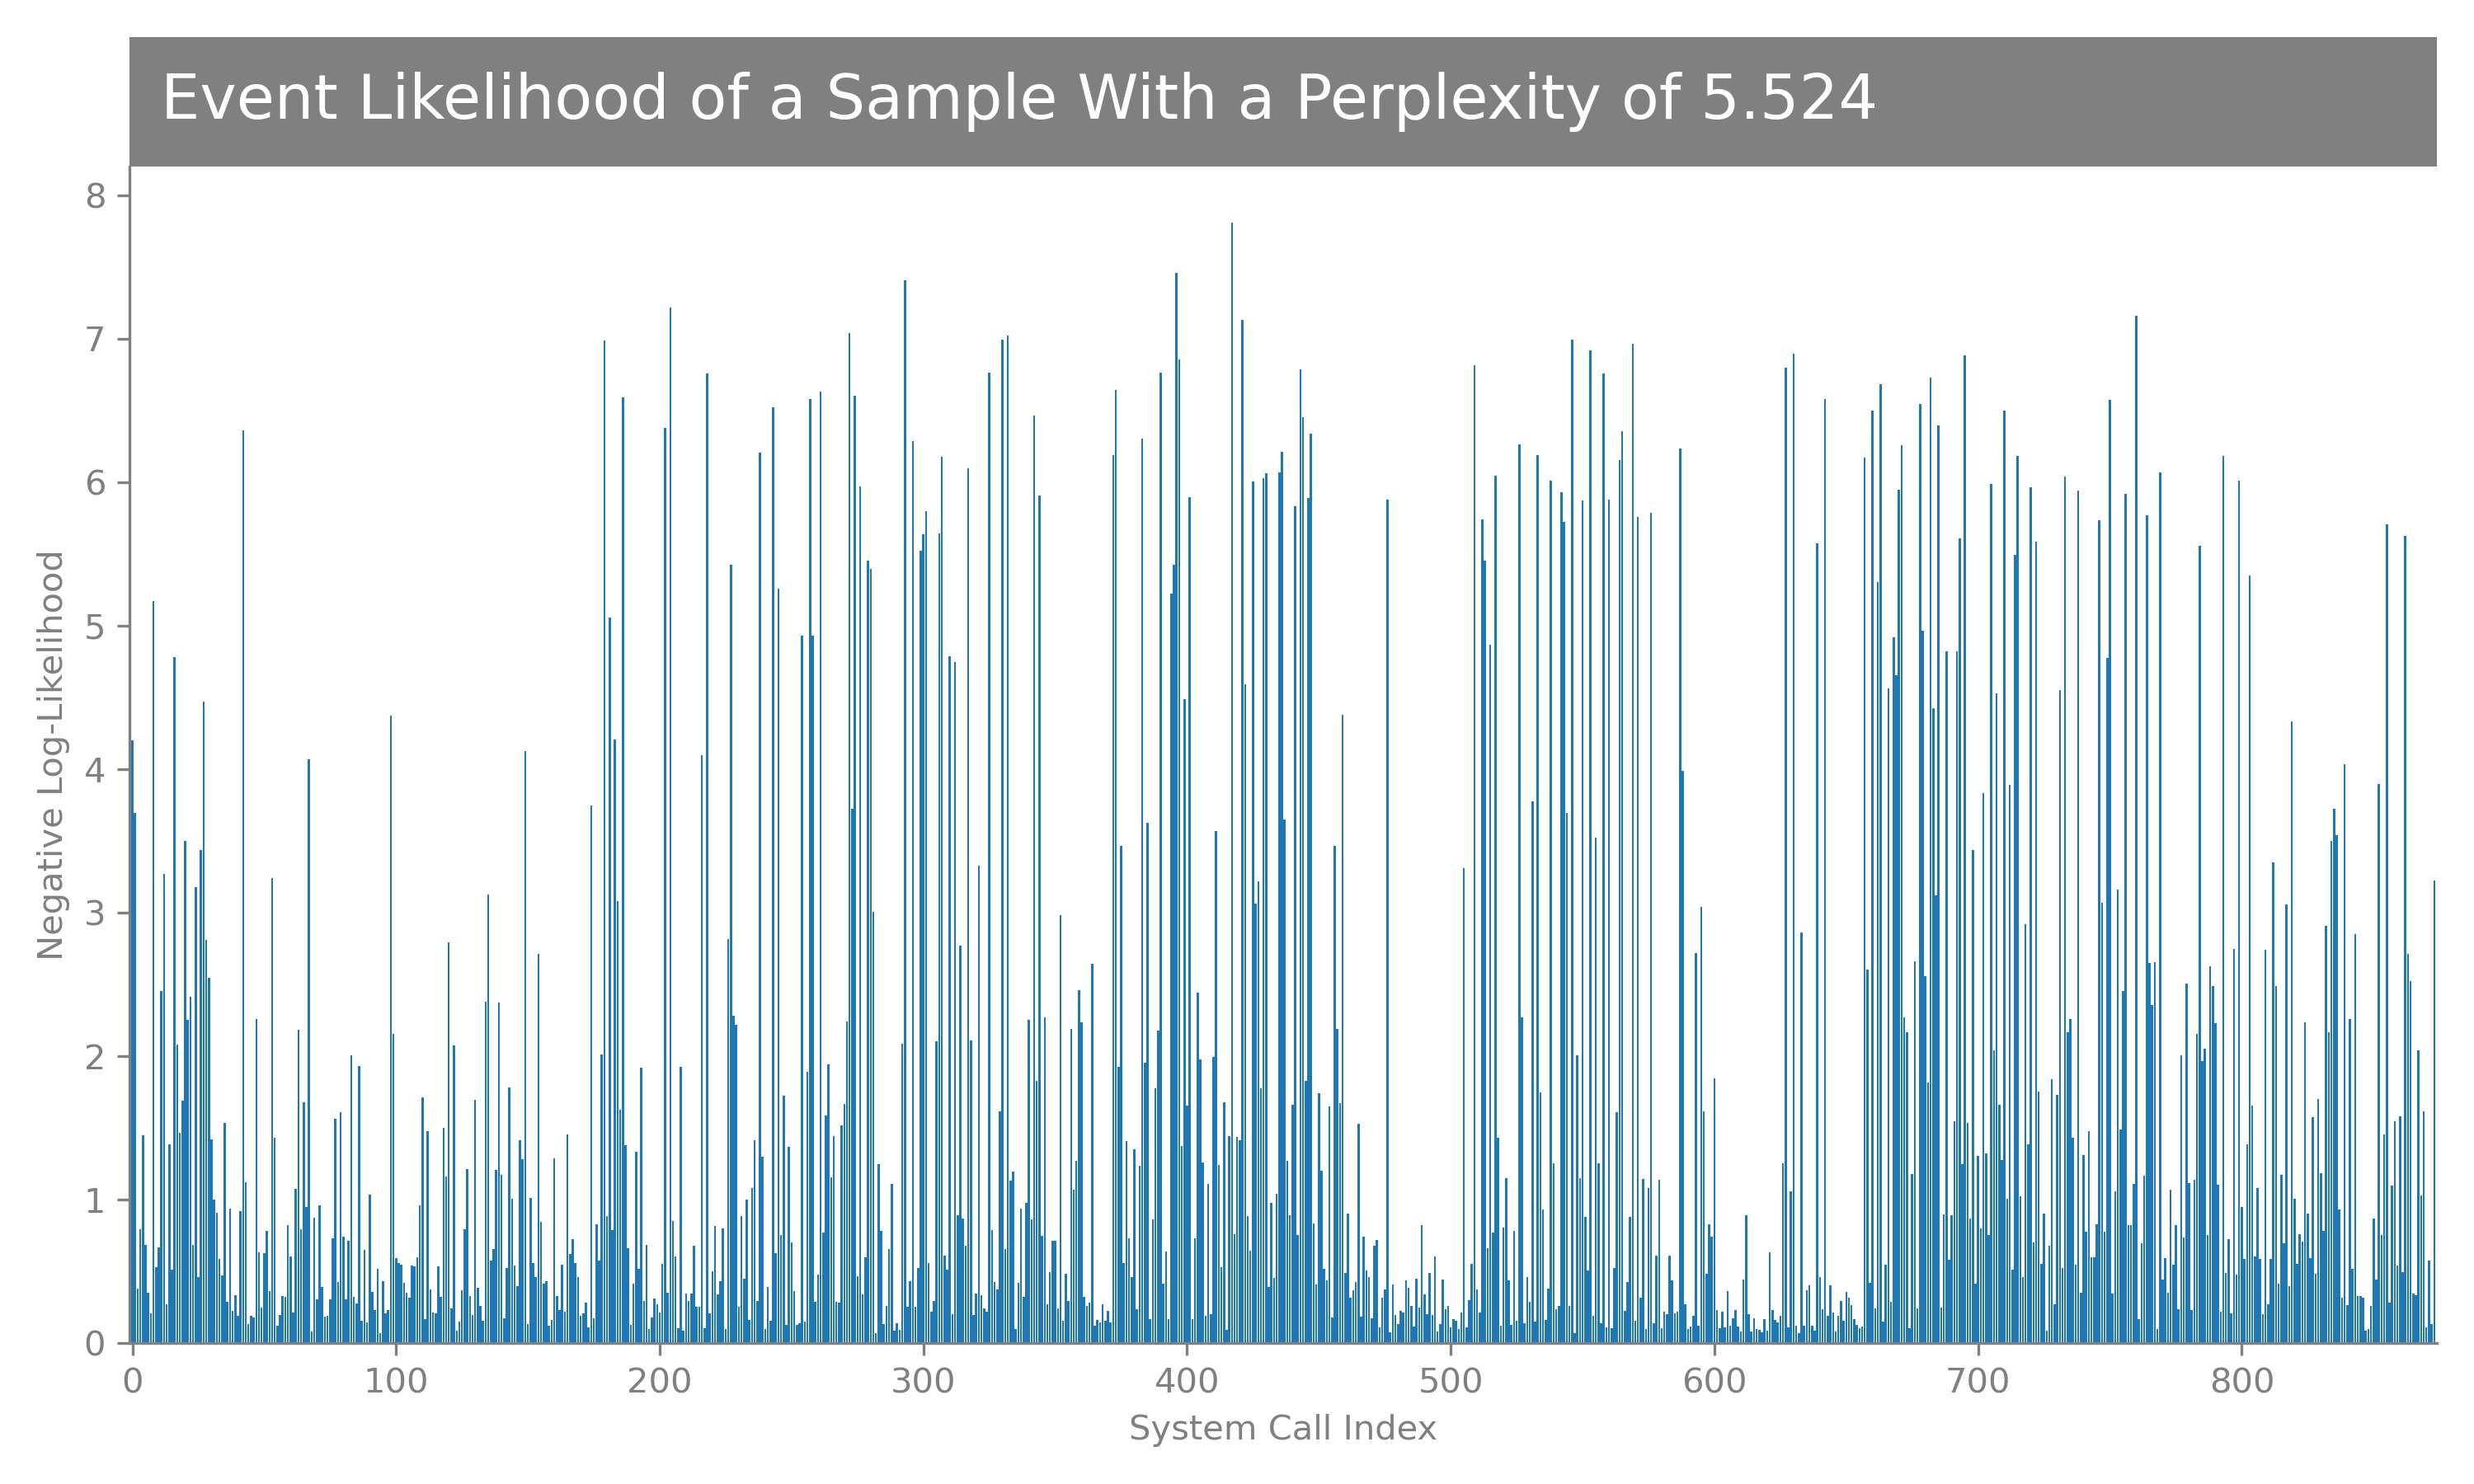 Event Likelihood of a Sample With a Perplexity of 5.524
8
7
6
5
4
3
2
1
0
Negative Log-Likelihood
0 100 200 300 400 500 600 700 800
System Call Index